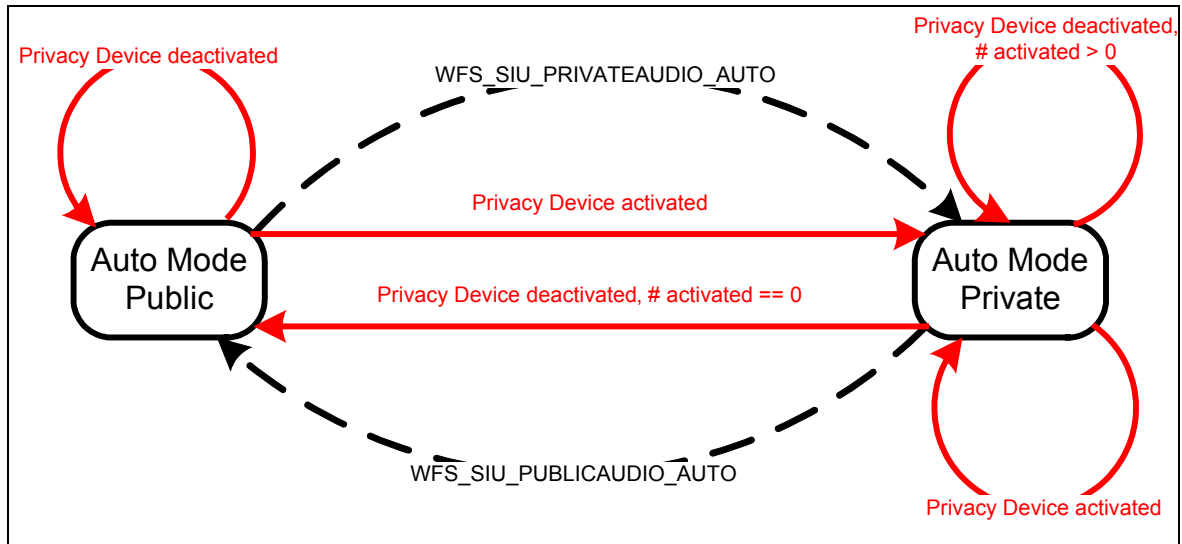 Privacy Device deactivated
Privacy Device deactivated,
# activated > 0
WFS_SIU_PRIVATEAUDIO_AUTO
Privacy Device activated
Auto Mode
Public
Auto Mode
Private
Privacy Device deactivated, # activated == 0
WFS_SIU_PUBLICAUDIO_AUTO
Privacy Device activated